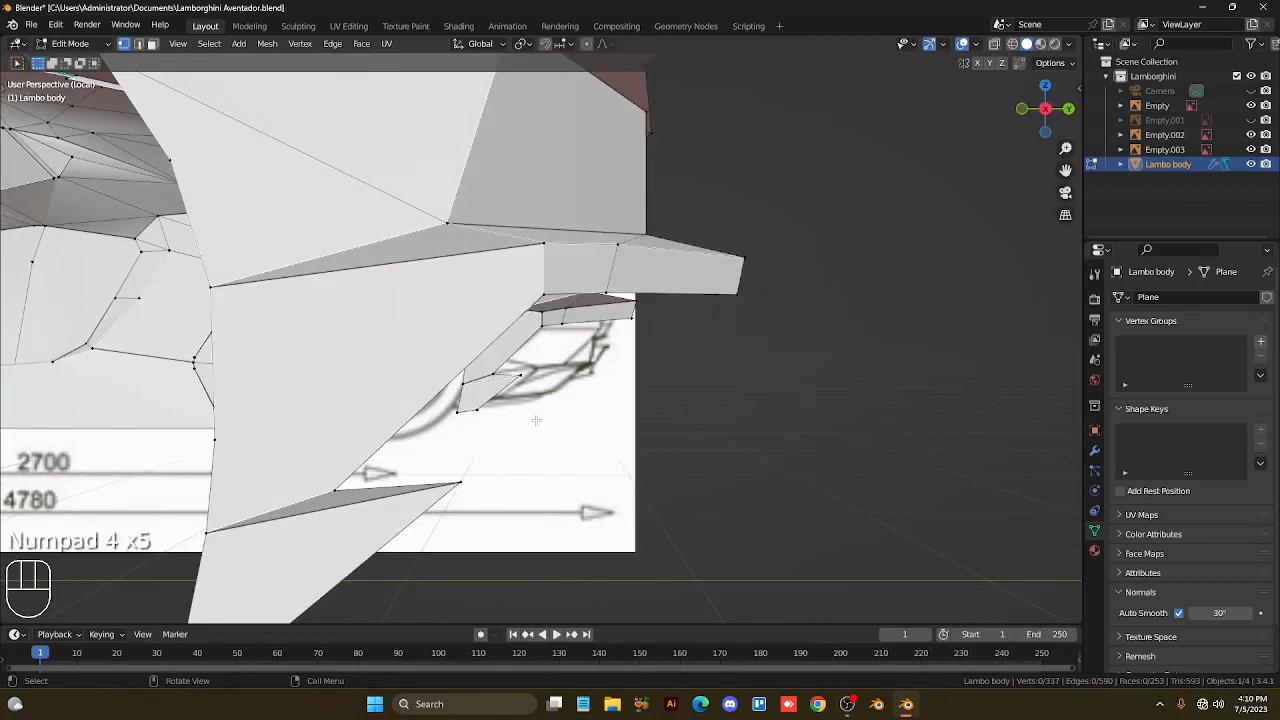 Blender* [C:\Users\Administrator\Documents\Lamborghini Aventador.blend]
File Edit Render Window Help Layout Modeling Sculpting UV Editing Texture Paint Shading Animation Rendering Compositing Geometry Nodes Scripting Scene ViewLayer
Edit Mode View Select Add Mesh Vertex Edge Face UV Global
X Y Z Options
User Perspective (local)
(1) Lambo body
Z
Y
X
Scene Collection
Lamborghini
Camera
Empty
Empty.001
Empty.002
Empty.003
Lambo body
Lambo body Plane
Plane
Vertex Groups
Shape Keys
Add Rest Position
UV Maps
Color Attributes
Face Maps
Attributes
Normals
Auto Smooth 30°
Texture Space
Remesh
2700
4780
Numpad 4 x5
Playback Keying View Marker 1 Start 1 End 250
1 10 20 30 40 50 60 70 80 90 100 110 120 130 140 150 160 170 180 190 200 210 220 230 240 250
Select Rotate View Call Menu Lambo body | Verts:0/337 | Edges:0/590 | Faces:0/253 | Tris:593 | Objects:1/4 | 3.4.1
Search
4:10 PM
7/5/2023